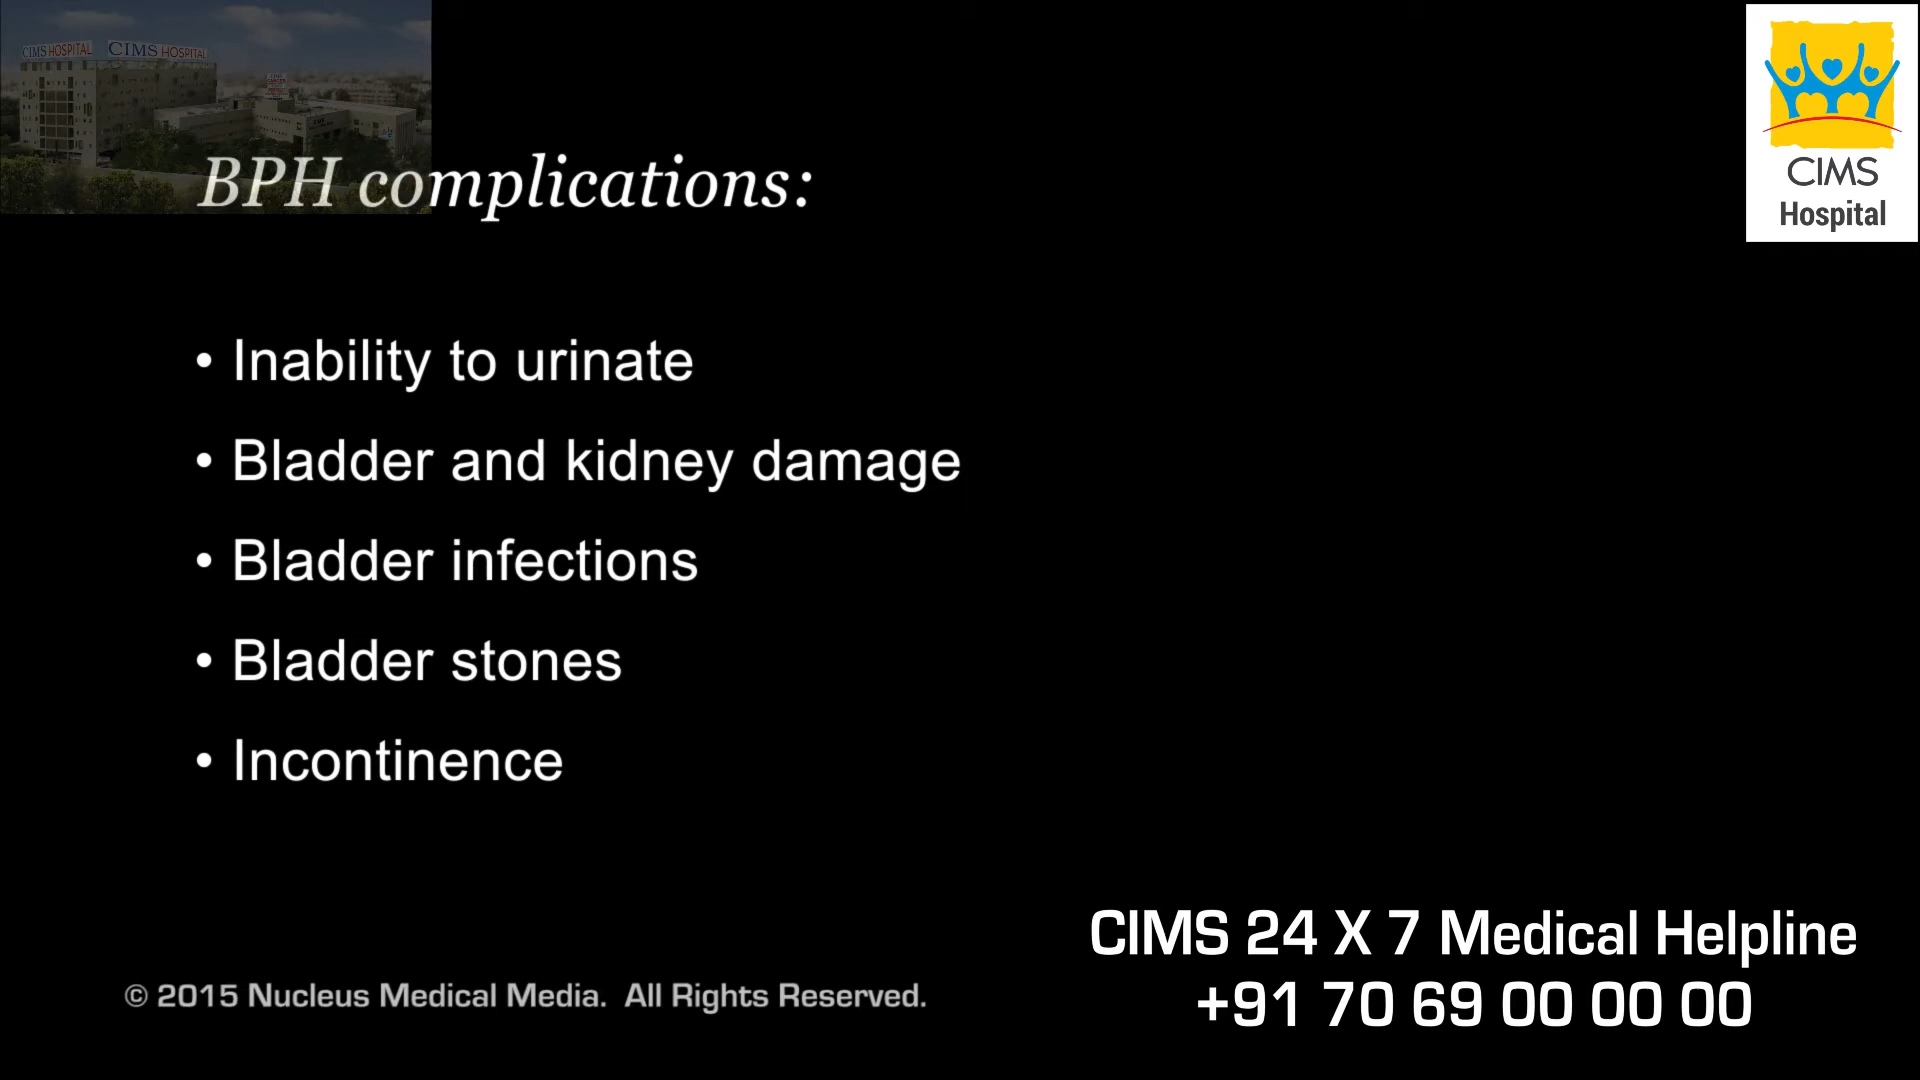 CIMS HOSPITAL CIMS HOSPITAL
CIMS
Hospital
BPH complications:
• Inability to urinate
• Bladder and kidney damage
• Bladder infections
• Bladder stones
• Incontinence
CIMS 24 X 7 Medical Helpline
+91 70 69 00 00 00
© 2015 Nucleus Medical Media. All Rights Reserved.